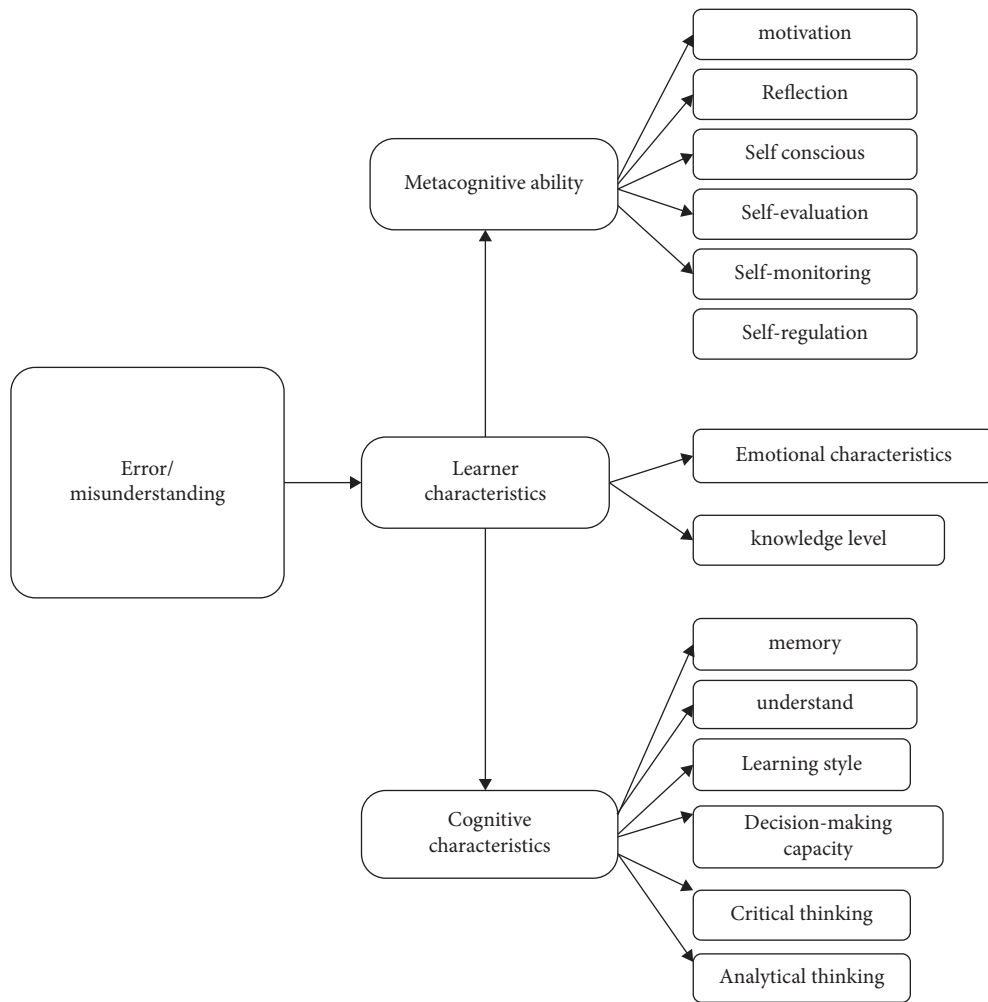 motivation
Reflection
Self conscious
Metacognitive ability
Self-evaluation
Self-monitoring
Self-regulation
Error/
misunderstanding
Learner
characteristics
Emotional characteristics
knowledge level
memory
understand
Learning style
Cognitive
characteristics
Decision-making
capacity
Critical thinking
Analytical thinking